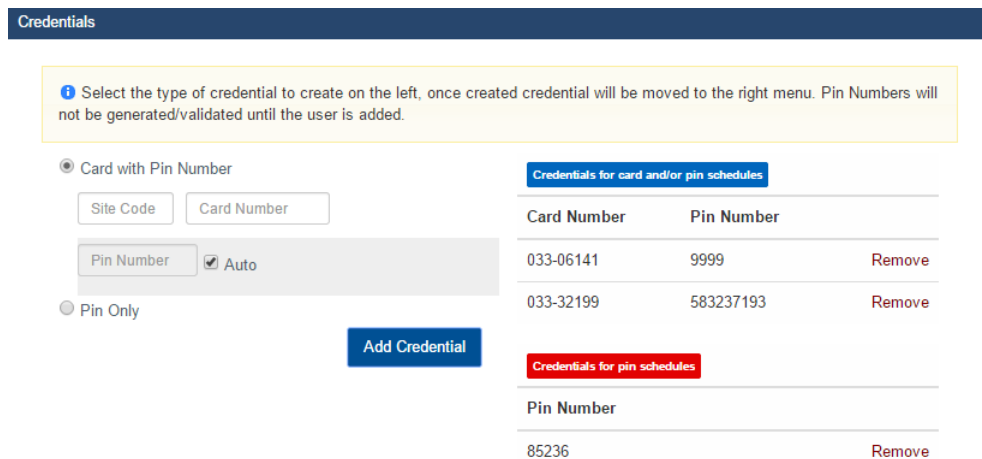 Credentials
Select the type of credential to create on the left, once created credential will be moved to the right menu. Pin Numbers will
not be generated/validated until the user is added.
Card with Pin Number
Site Code Card Number
Pin Number Auto
Pin Only
Add Credential
Credentials for card and/or pin schedules
Card Number Pin Number
033-06141 9999 Remove
033-32199 583237193 Remove
Credentials for pin schedules
Pin Number
85236 Remove